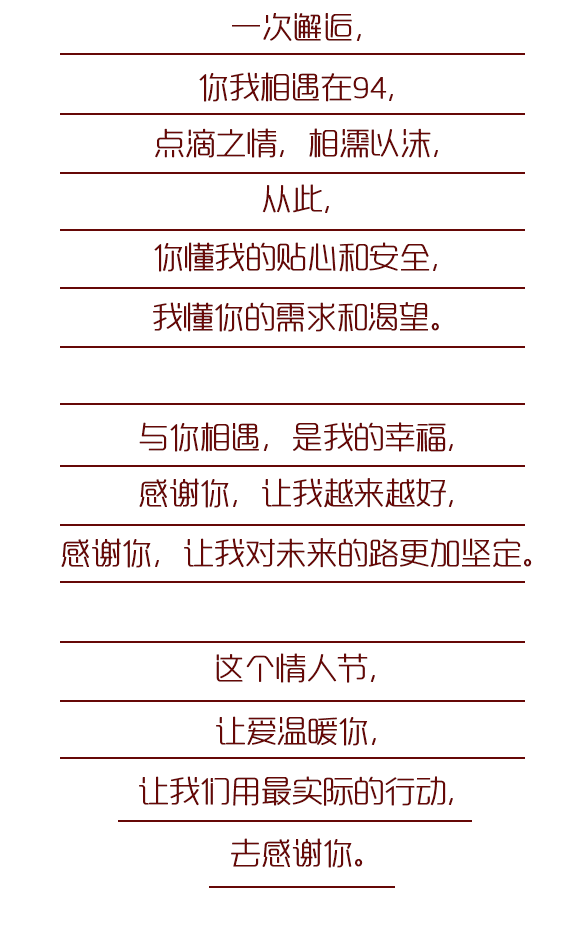 一次邂逅,
你我相遇在94,
点滴之情, 相濡以沫,
从此,
你懂我的贴心和安全,
我懂你的需求和渴望。
与你相遇, 是我的幸福,
感谢你, 让我越来越好,
感谢你, 让我对未来的路更加坚定。
这个情人节,
让爱温暖你,
让我们用最实际的行动,
去感谢你。